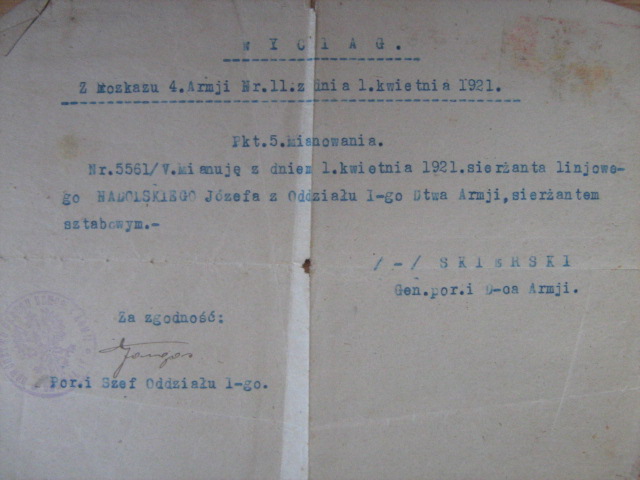 W Y C I A G .
Z Rozkazu 4.Armji Nr.11.z dnia 1.kwietnia 1921.
Pkt.5.Mianowania.
Nr.5561/V.Mianuję z dniem 1.kwietnia 1921.sierżanta linjowe-
go NADOLSKIEGO Józefa z Oddziału I-go Dtwa Armji,sierżantem
sztabowym.-
/-/ S K I E R S K I
Gen.por.i D-ca Armji.
Za zgodność:
Por.i Szef Oddziału 1-go.